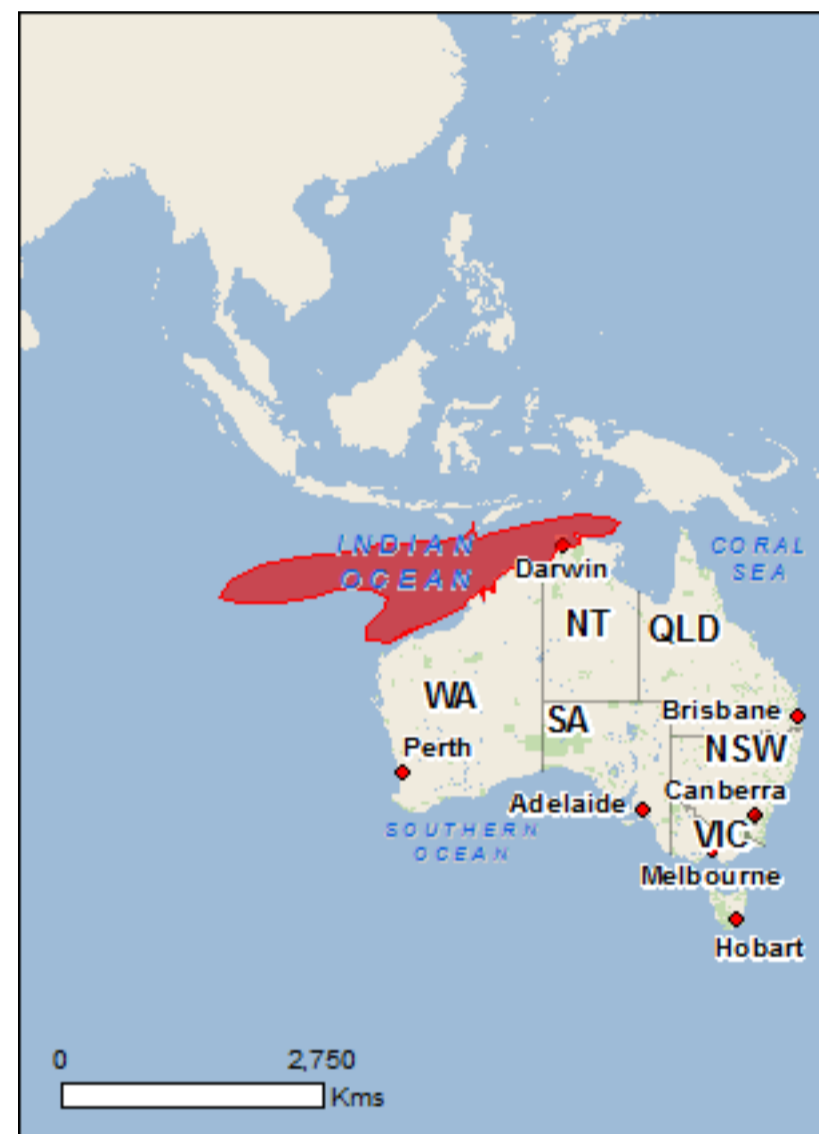 INDIAN
OCEAN
CORAL
SEA
Darwin
NT
QLD
WA
SA
Brisbane
NSW
Perth
Canberra
Adelaide
VIC
SOUTHERN
OCEAN
Melbourne
Hobart
0 2,750
Kms